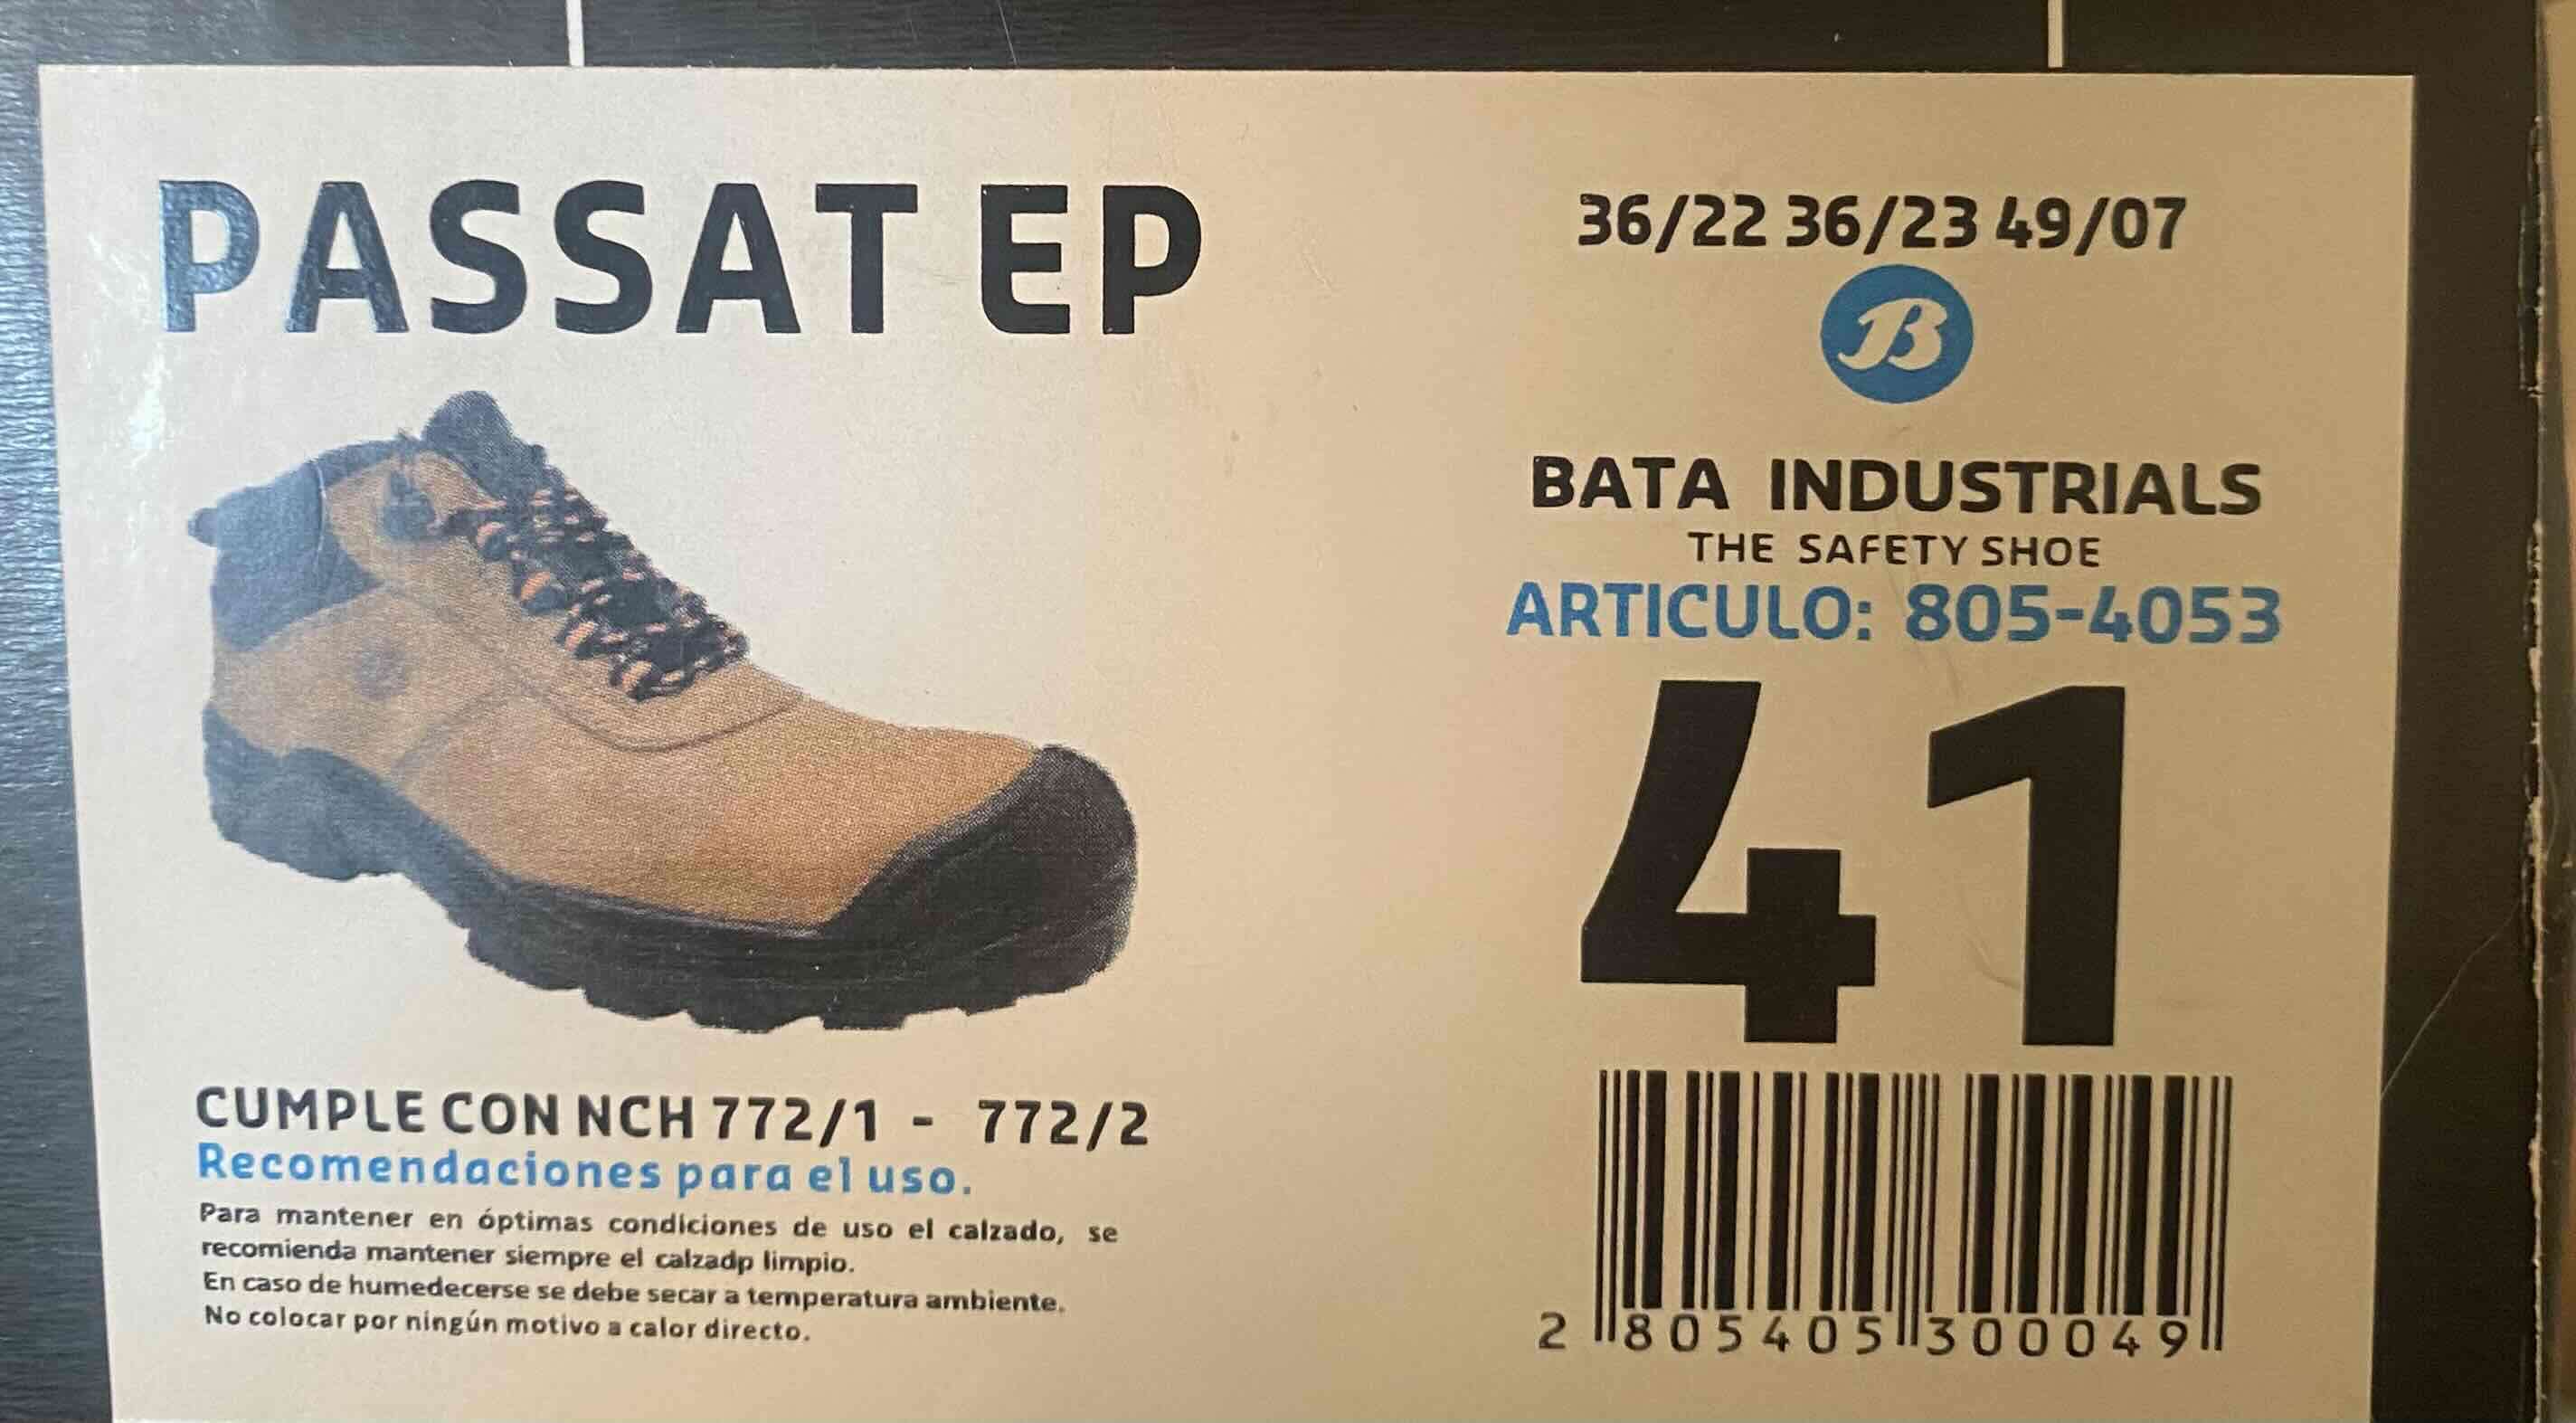 PASSAT EP
CUMPLE CON NCH 772/1 - 772/2
Recomendaciones para el uso.
Para mantener en óptimas condiciones de uso el calzado, se
recomienda mantener siempre el calzadp limpio.
En caso de humedecerse se debe secar a temperatura ambiente.
No colocar por ningún motivo a calor directo.
36/22 36/23 49/07
B
BATA INDUSTRIALS
THE SAFETY SHOE
ARTICULO: 805-4053
41
2 805405 300049